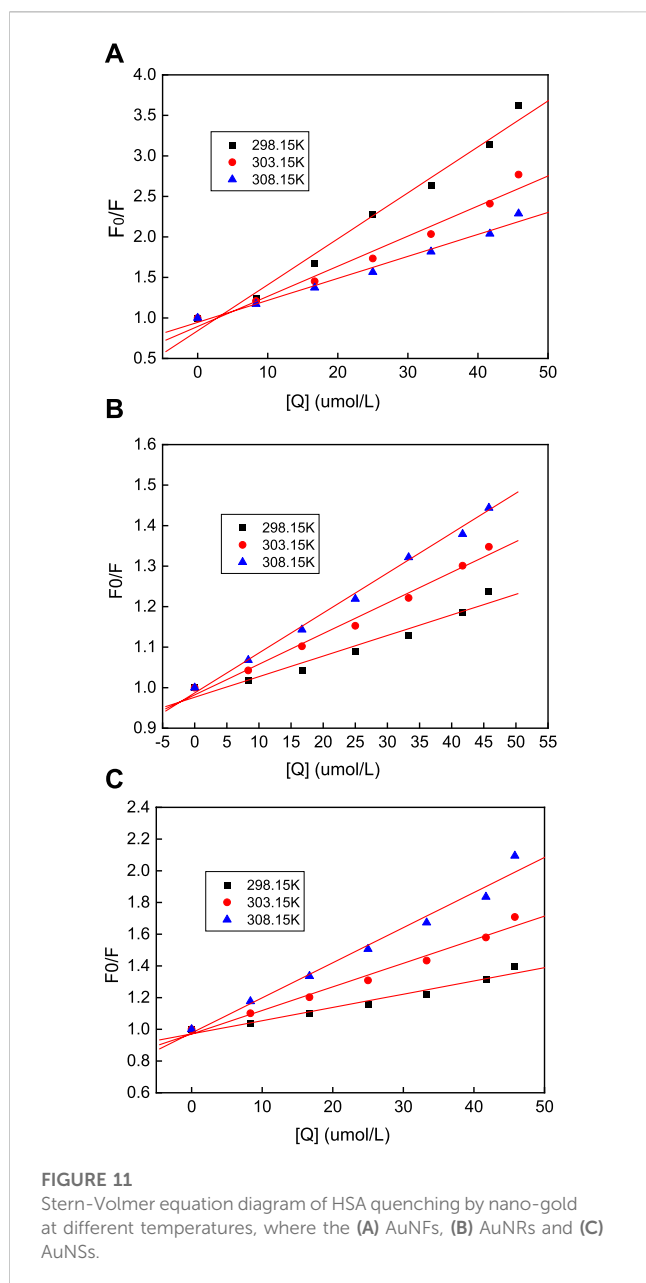 A
4.0
3.5
3.0
2.5
2.0
1.5
1.0
0.5
F0/F
298.15K
303.15K
308.15K
0 10 20 30 40 50
[Q] (umol/L)
B
1.6
1.5
1.4
1.3
1.2
1.1
1.0
0.9
F0/F
298.15K
303.15K
308.15K
-5 0 5 10 15 20 25 30 35 40 45 50 55
[Q] (umol/L)
C
2.4
2.2
2.0
1.8
1.6
1.4
1.2
1.0
0.8
0.6
F0/F
298.15K
303.15K
308.15K
0 10 20 30 40 50
[Q] (umol/L)
FIGURE 11
Stern-Volmer equation diagram of HSA quenching by nano-gold
at different temperatures, where the (A) AuNFs, (B) AuNRs and (C)
AuNSs.